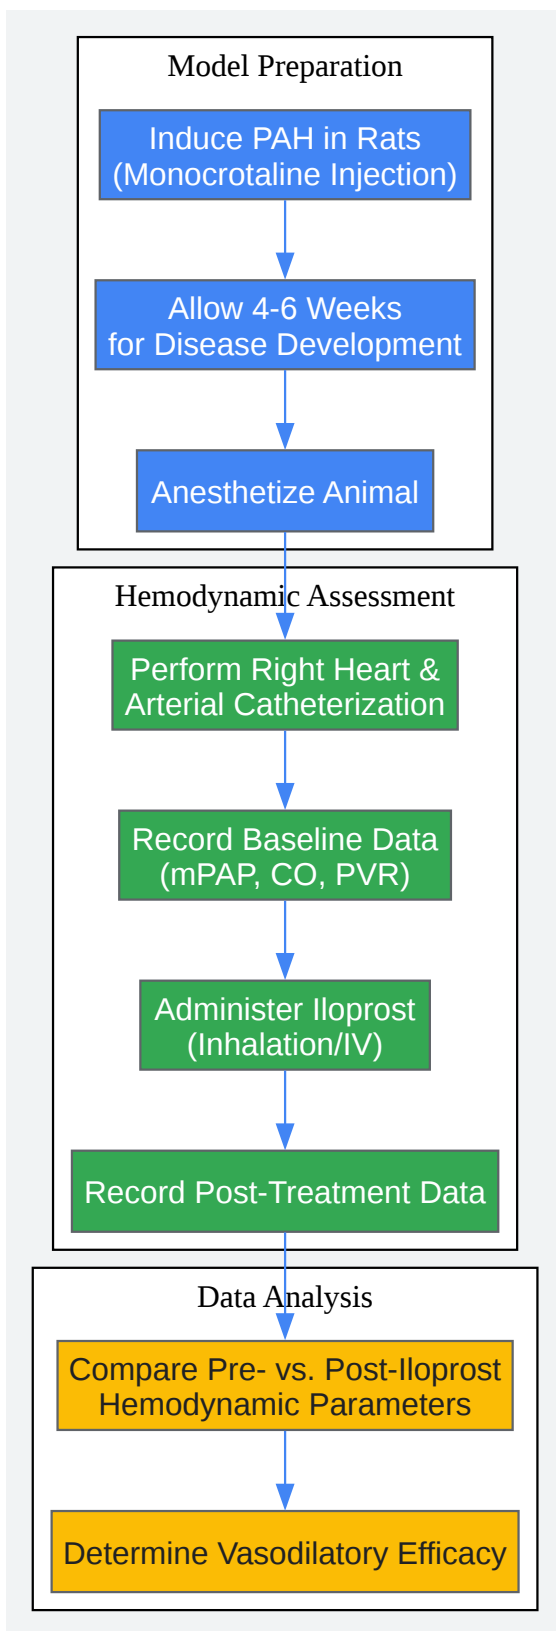 Model Preparation
Induce PAH in Rats
(Monocrotaline Injection)
Allow 4-6 Weeks
for Disease Development
Anesthetize Animal
Hemodynamic Assessment
Perform Right Heart &
Arterial Catheterization
Record Baseline Data
(mPAP, CO, PVR)
Administer Iloprost
(Inhalation/IV)
Record Post-Treatment Data
Data Analysis
Compare Pre- vs. Post-Iloprost
Hemodynamic Parameters
Determine Vasodilatory Efficacy